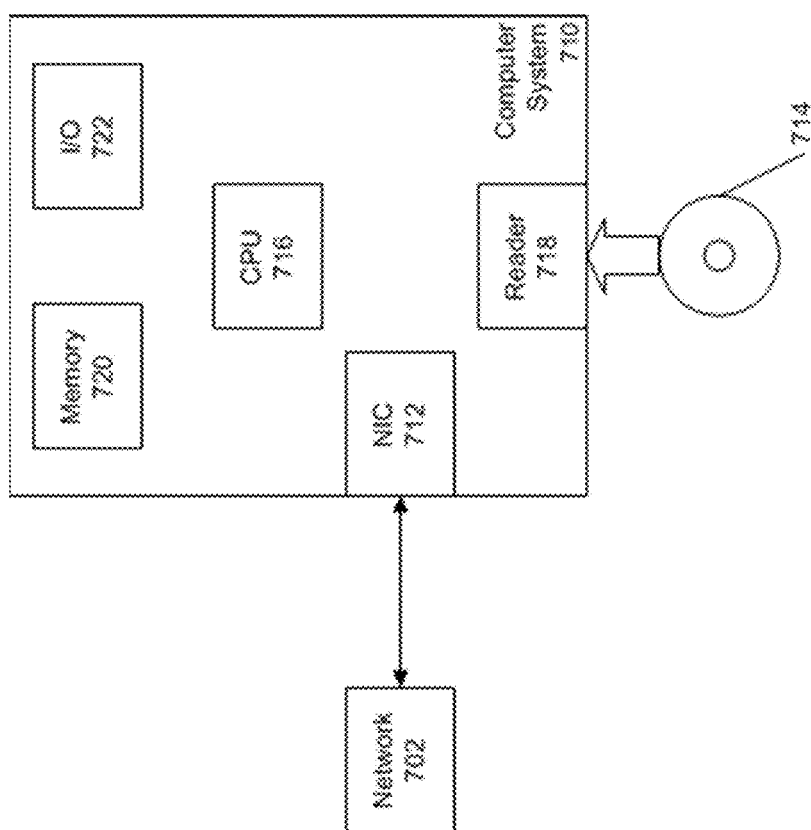 Memory
720
I/O
722
CPU
716
Network
702
NIC
712
Reader
718
Computer
System
710
714